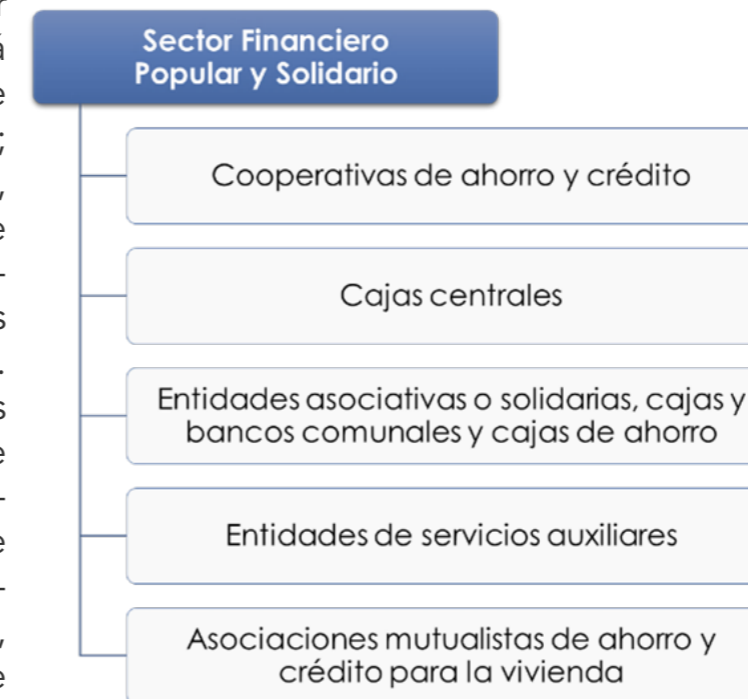 Sector Financiero
Popular y Solidario
Cooperativas de ahorro y crédito
Cajas centrales
Entidades asociativas o solidarias, cajas y
bancos comunales y cajas de ahorro
Entidades de servicios auxiliares
Asociaciones mutualistas de ahorro y
crédito para la vivienda